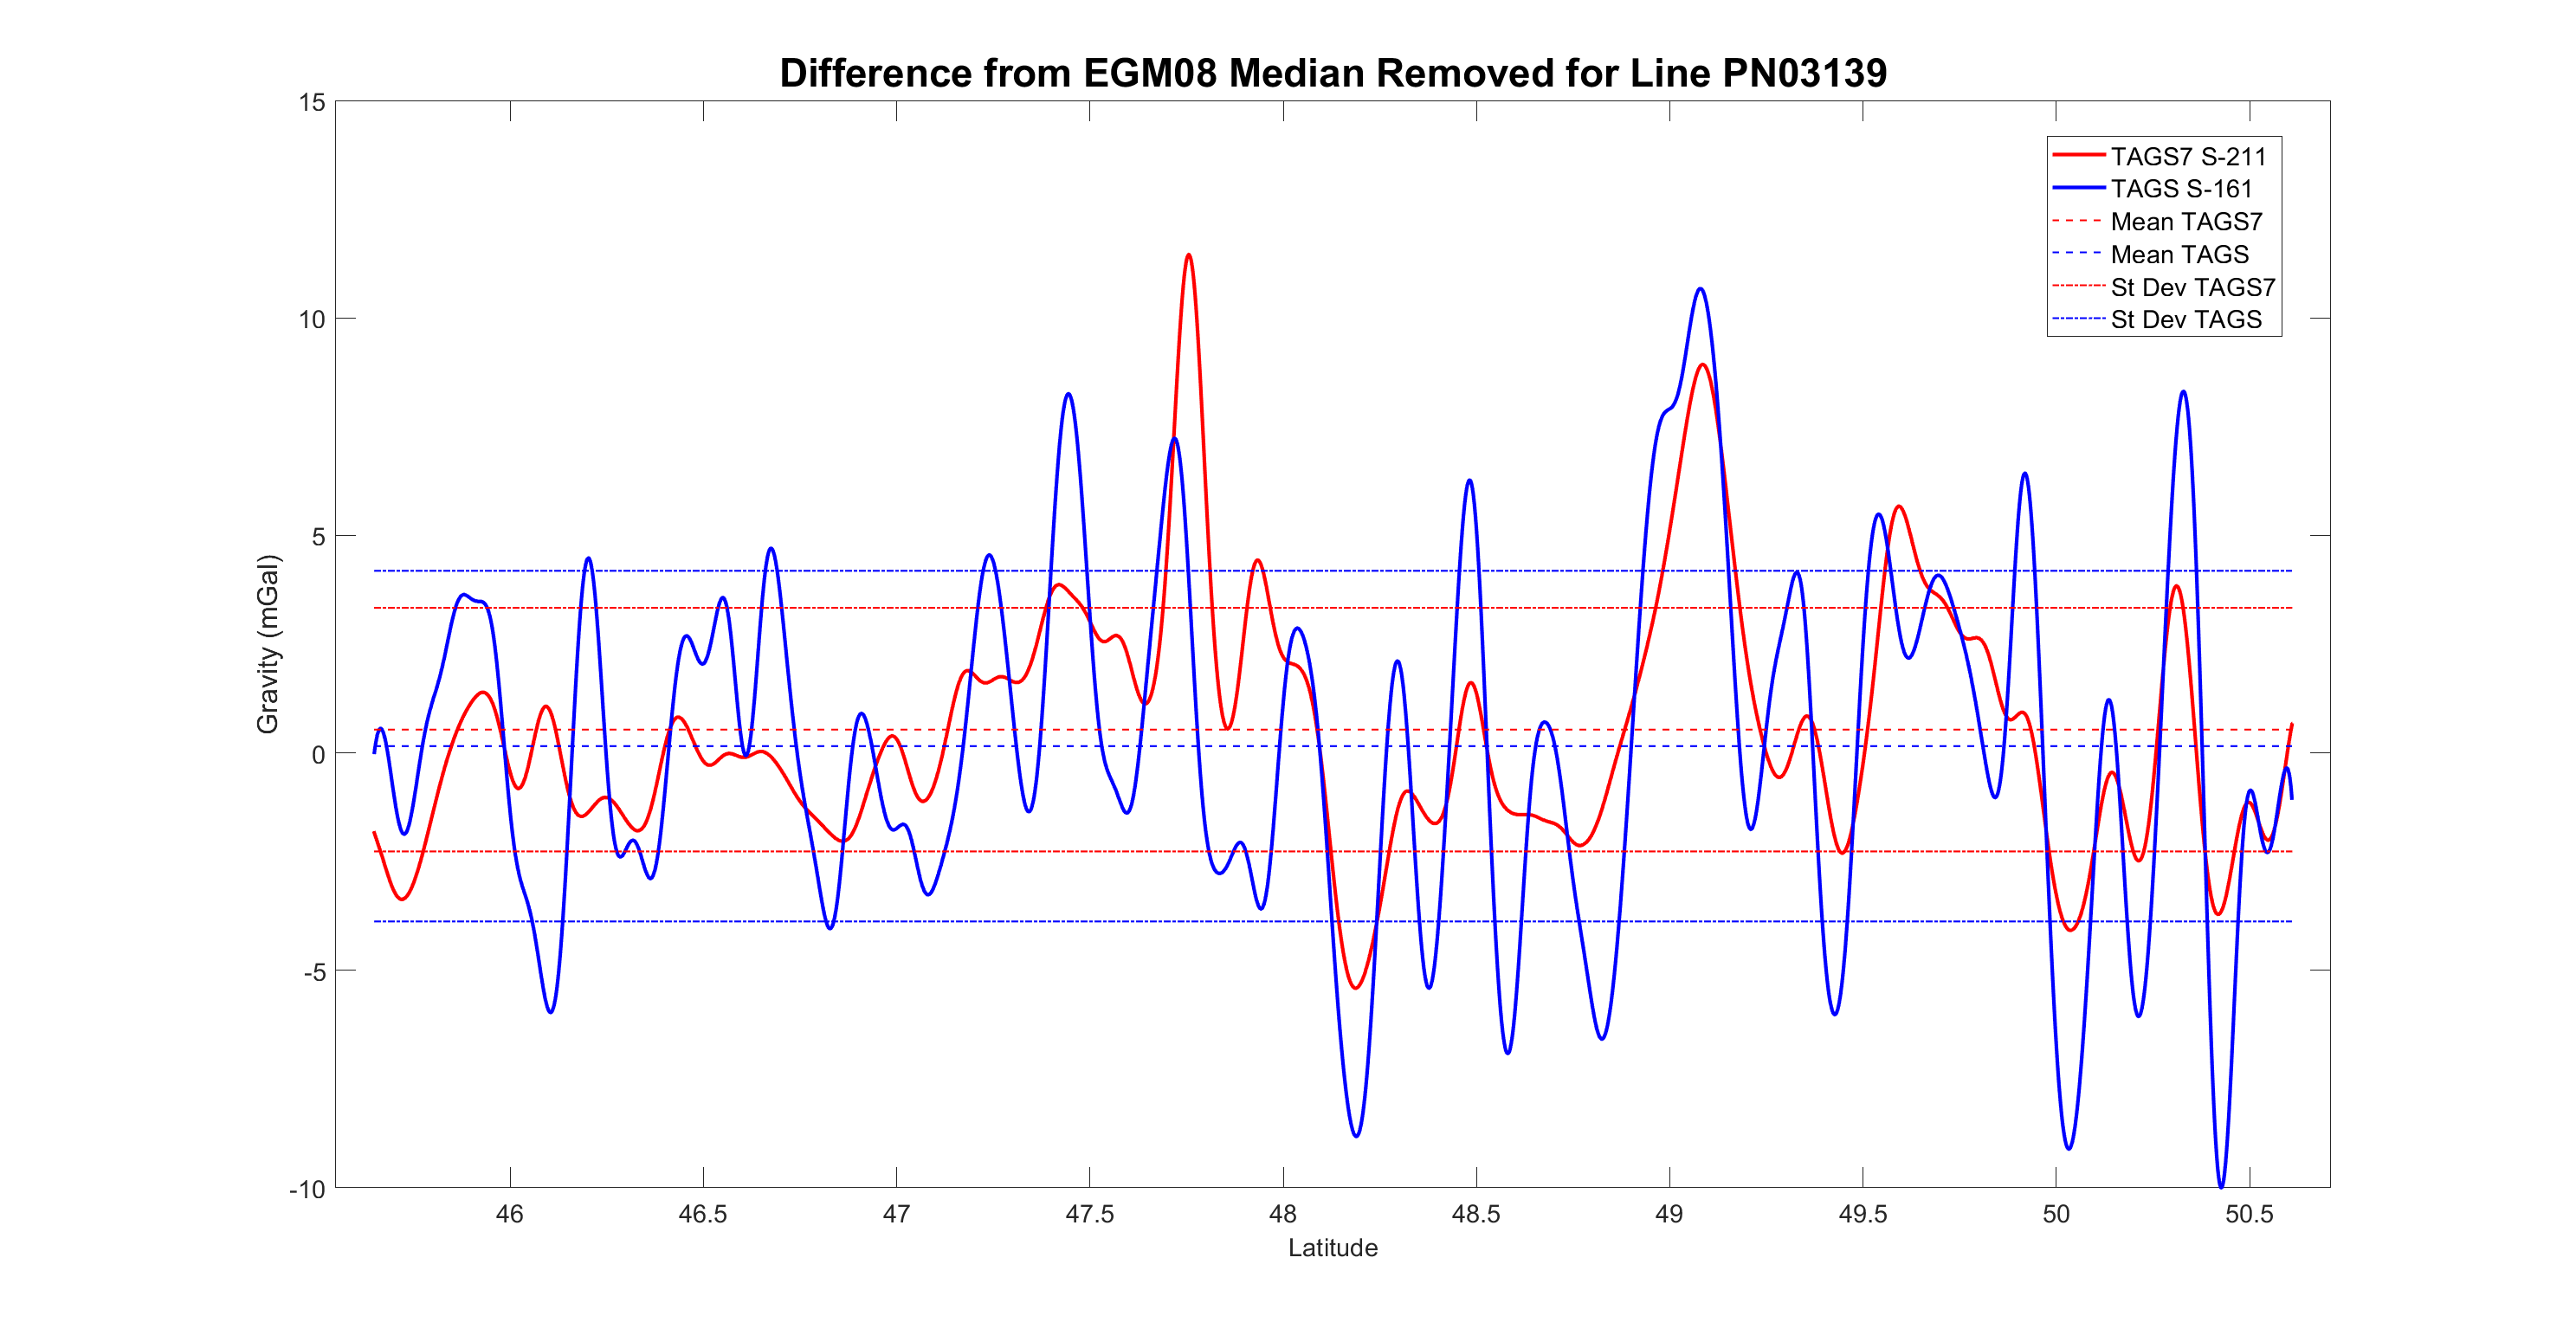 Difference from EGM08 Median Removed for Line PN03139
15
10
5
0
-5
-10
Gravity (mGal)
TAGS7 S-211
TAGS S-161
Mean TAGS7
Mean TAGS
St Dev TAGS7
St Dev TAGS
46 46.5 47 47.5 48 48.5 49 49.5 50 50.5
Latitude